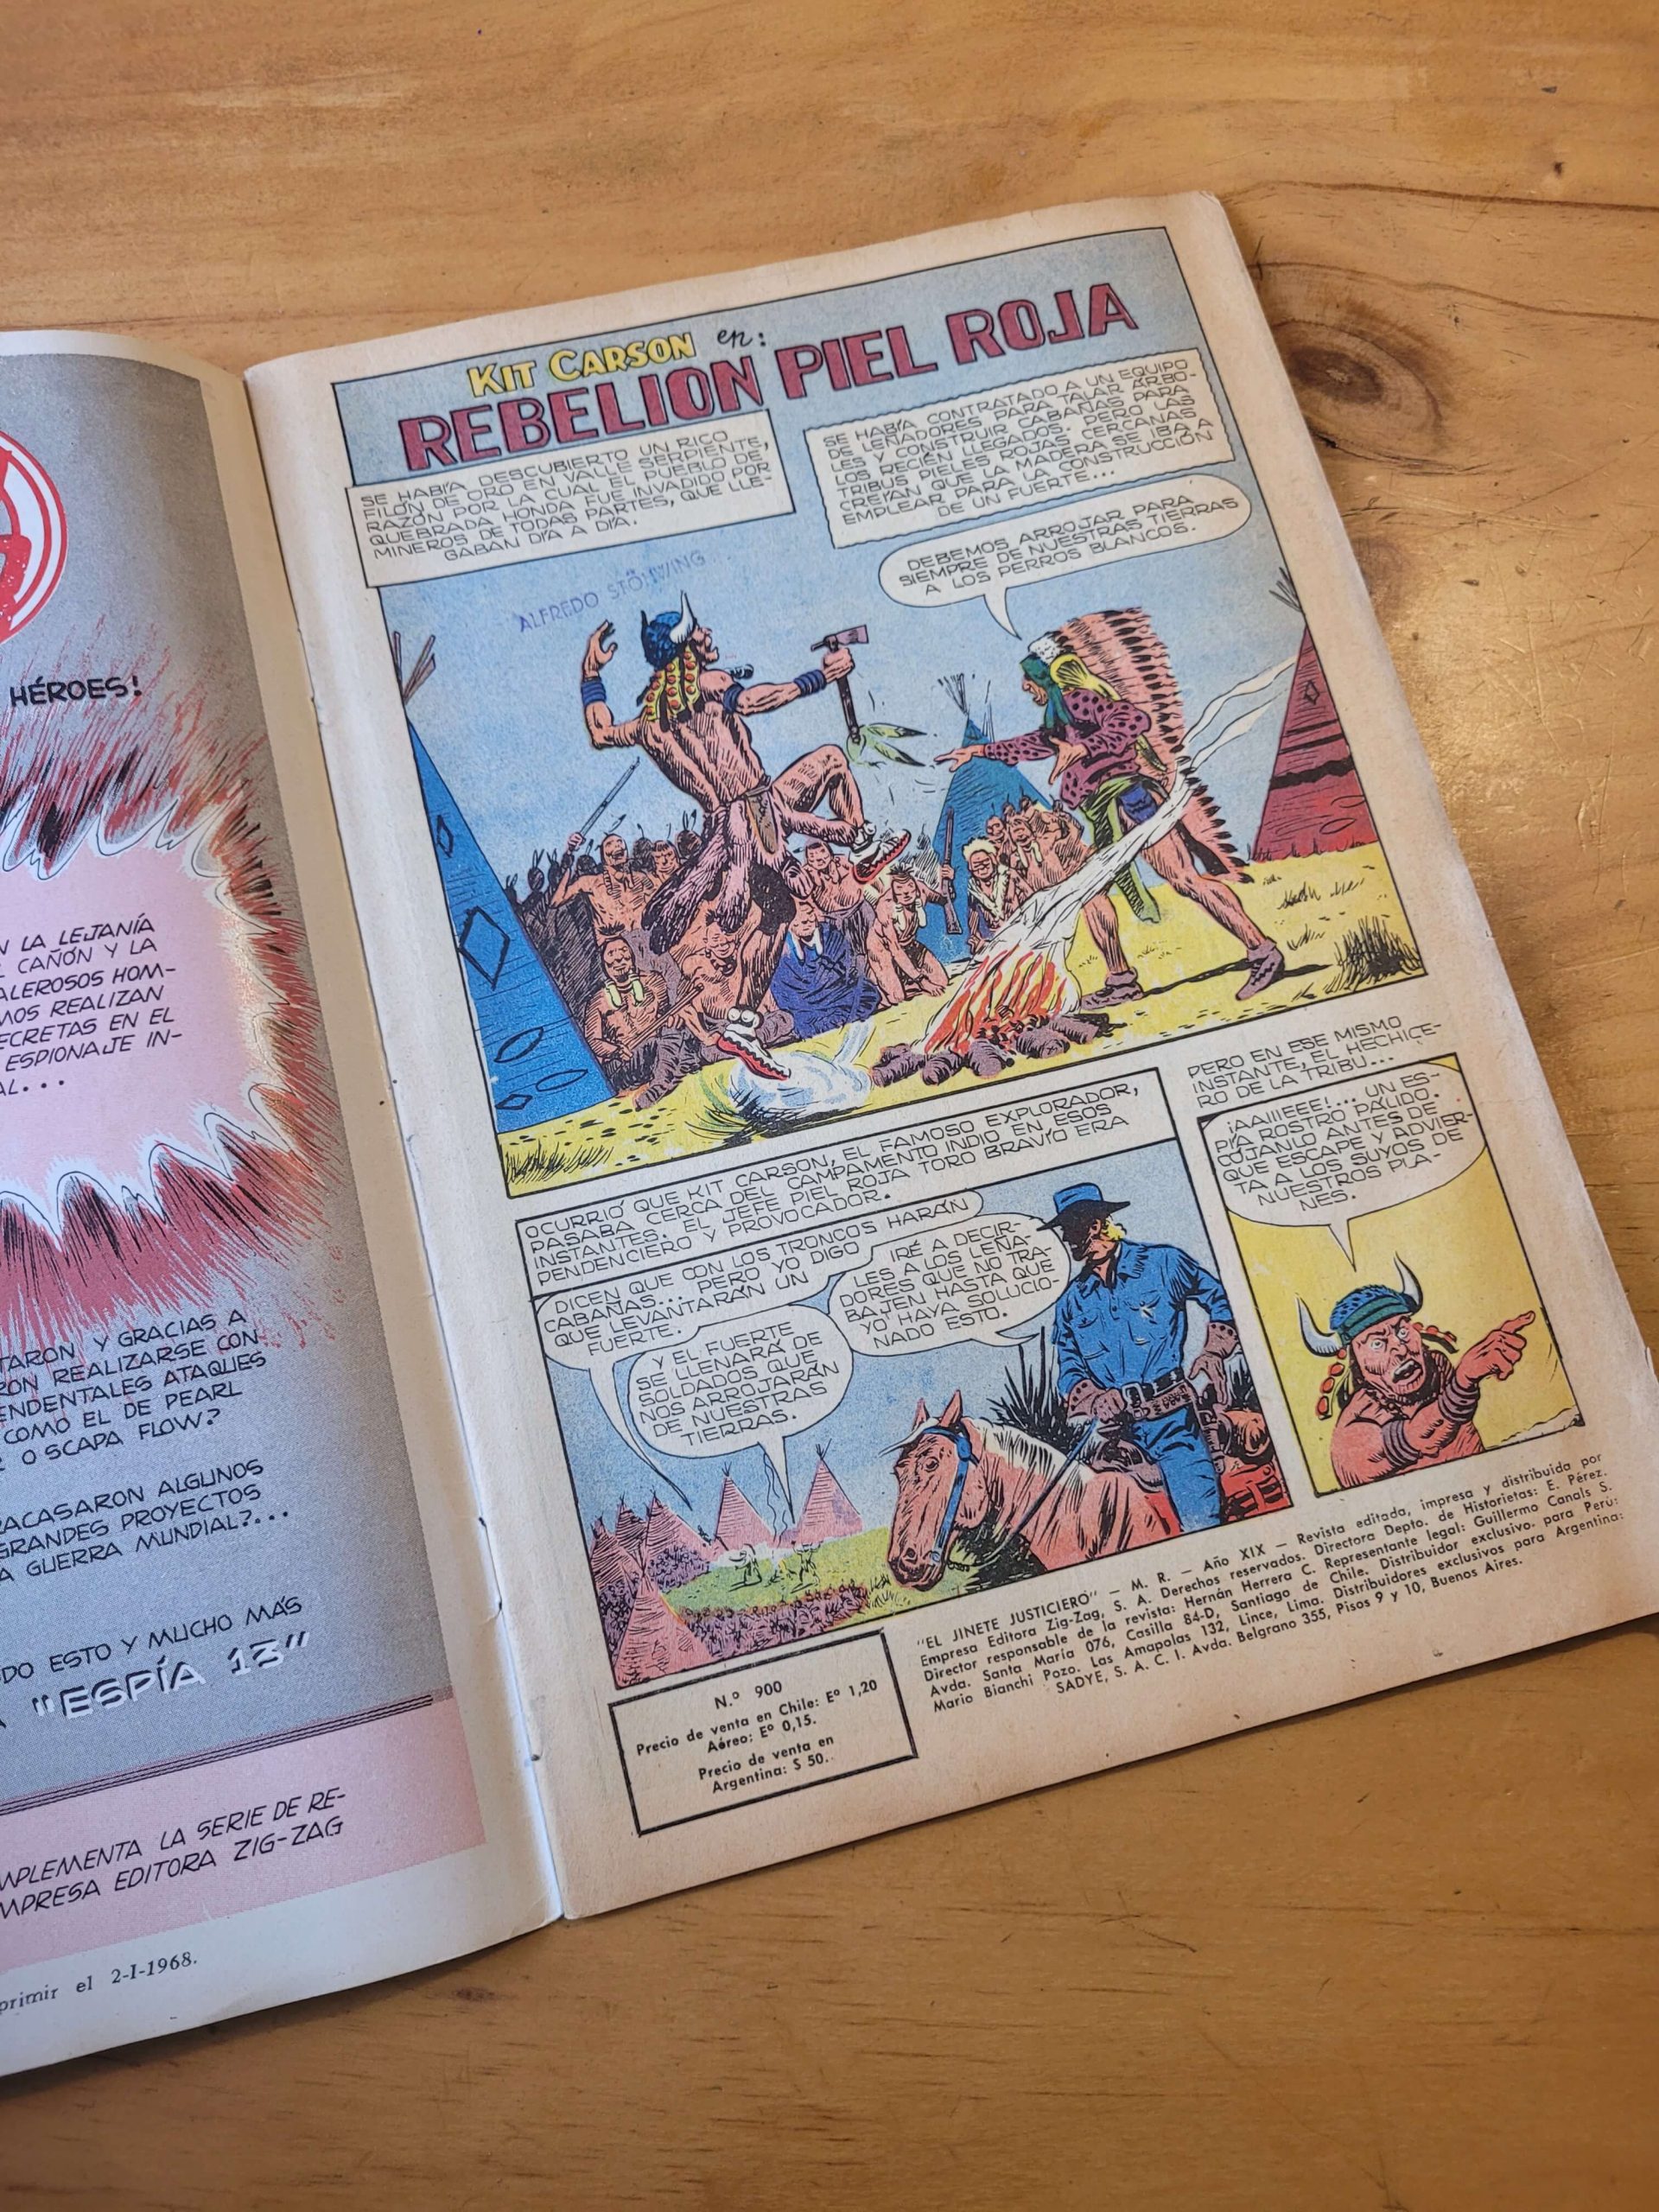 HÉROES!
LA LEJANÍA
CAÑÓN Y LA
HOM-
REALIZAN
EN EL
ESPIONAJE IN-
Y GRACIAS A
REALIZARSE CON
ATAQUES
COMO EL DE PEARL
O SCAPA FLOW?
ALGUNOS
GRANDES PROYECTOS
GUERRA MUNDIAL?...
ESTO Y MUCHO MÁS
"ESPÍA 13"
LA SERIE DE RE-
EDITORA ZIG-ZAG
el 2-I-1968.
KIT CARSON en:
REBELION PIEL ROJA
SE HABÍA DESCUBIERTO UN RICO
FILÓN DE ORO EN VALLE SERPIENTE,
RAZÓN POR LA CUAL EL PUEBLO DE
QUEBRADA HONDA FUE INVADIDO POR
MINEROS DE TODAS PARTES, QUE LLE-
GABAN DÍA A DÍA.
SE HABÍA CONTRATADO A UN EQUIPO
DE LEÑADORES PARA TALAR ÁRBO-
LES Y CONSTRUIR CABAÑAS PARA
LOS RECIÉN LLEGADOS. PERO LAS
TRIBUS PIELES ROJAS CERCANAS
CREÍAN QUE LA MADERA SE IBA A
EMPLEAR PARA LA CONSTRUCCIÓN
DE UN FUERTE...
DEBEMOS ARROJAR PARA
SIEMPRE DE NUESTRAS TIERRAS
A LOS PERROS BLANCOS.
ALFREDO
OCURRIÓ QUE KIT CARSON, EL FAMOSO EXPLORADOR,
PASABA CERCA DEL CAMPAMENTO INDIO EN ESOS
INSTANTES. EL JEFE PIEL ROJA TORO BRAVÍO ERA
PENDENCIERO Y PROVOCADOR.
DICEN QUE CON LOS TRONCOS HARÁN
CABAÑAS... PERO YO DIGO
QUE LEVANTARÁN UN
FUERTE.
Y EL FUERTE
SE LLENARÁ DE
SOLDADOS QUE
NOS ARROJARÁN
DE NUESTRAS
TIERRAS.
IRÉ A DECIR-
LES A LOS LEÑA-
DORES QUE NO TRA-
BAJEN HASTA QUE
YO HAYA SOLUCIO-
NADO ESTO.
PERO EN ESE MISMO
INSTANTE, EL HECHICE-
RO DE LA TRIBU...
¡AAIIIEEE!... UN ES-
PÍA ROSTRO PÁLIDO.
CÓJANLO ANTES DE
QUE ESCAPE Y ADVIER-
TA A LOS SUYOS DE
NUESTROS PLA-
NES.
"EL JINETE JUSTICIERO" — M. R. — Año XIX — Revista editada, impresa y distribuida por
Empresa Editora Zig-Zag, S. A. Derechos reservados. Directora Depto. de Historietas: E. Pérez.
Director responsable de la revista: Hernán Herrera C. Representante legal: Guillermo Canals S.
Avda. Santa María 076, Casilla 84-D, Santiago de Chile. Distribuidor exclusivo para Perú:
Mario Bianchi Pozo. Las Amapolas 132, Lince, Lima. Distribuidores exclusivos para Argentina:
SADYE, S. A. C. I. Avda. Belgrano 355, Pisos 9 y 10, Buenos Aires.
N.º 900
Precio de venta en Chile: Eº 1,20
Aéreo: Eº 0,15.
Precio de venta en
Argentina: $ 50.